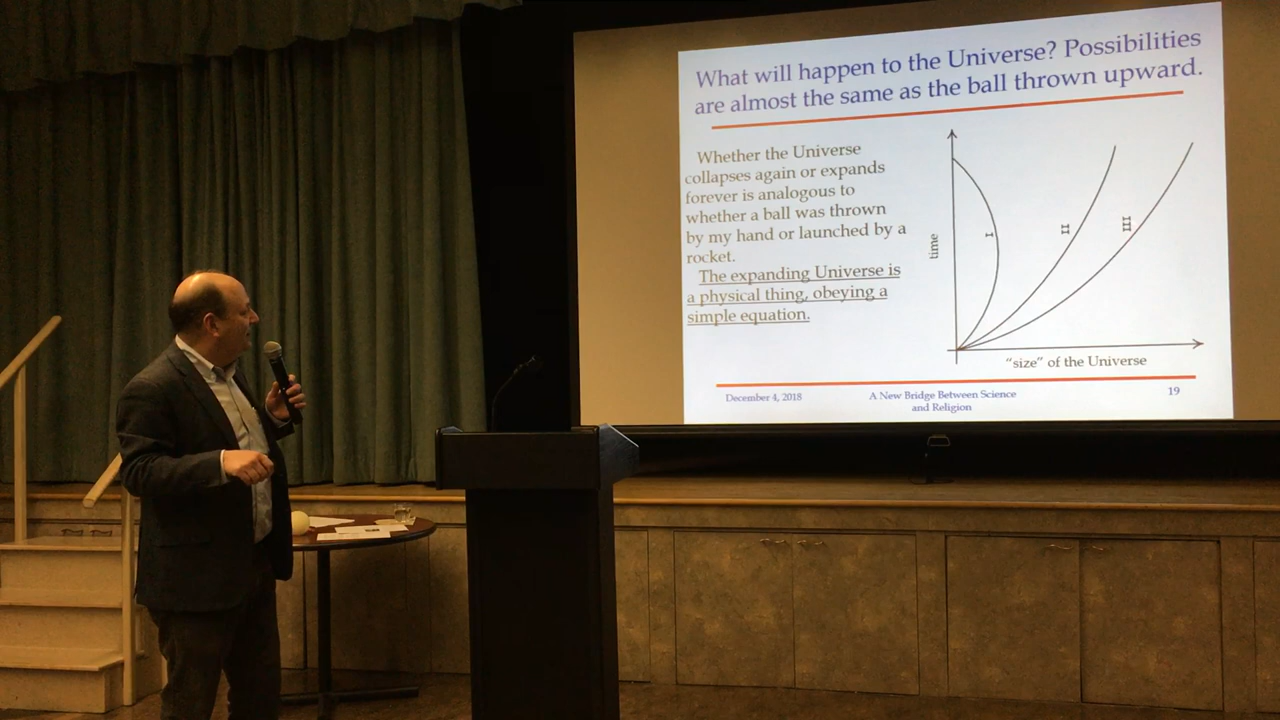 What will happen to the Universe? Possibilities
are almost the same as the ball thrown upward.
Whether the Universe
collapses again or expands
forever is analogous to
whether a ball was thrown
by my hand or launched by a
rocket.
The expanding Universe is
a physical thing, obeying a
simple equation.
time
I
II
III
"size" of the Universe
December 4, 2018
A New Bridge Between Science
and Religion
19